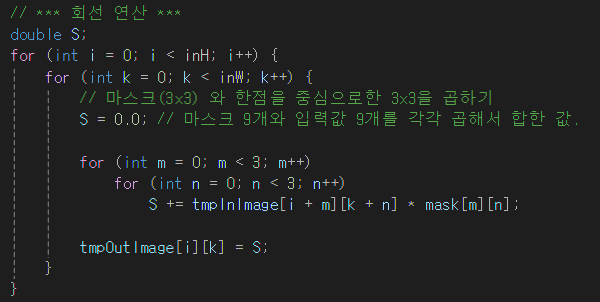 // *** 회선 연산 ***
double S;
for (int i = 0; i < inH; i++) {
for (int k = 0; k < inW; k++) {
// 마스크(3x3) 와 한점을 중심으로한 3x3을 곱하기
S = 0.0; // 마스크 9개와 입력값 9개를 각각 곱해서 합한 값.
for (int m = 0; m < 3; m++)
for (int n = 0; n < 3; n++)
S += tmpInImage[i + m][k + n] * mask[m][n];
tmpOutImage[i][k] = S;
}
}